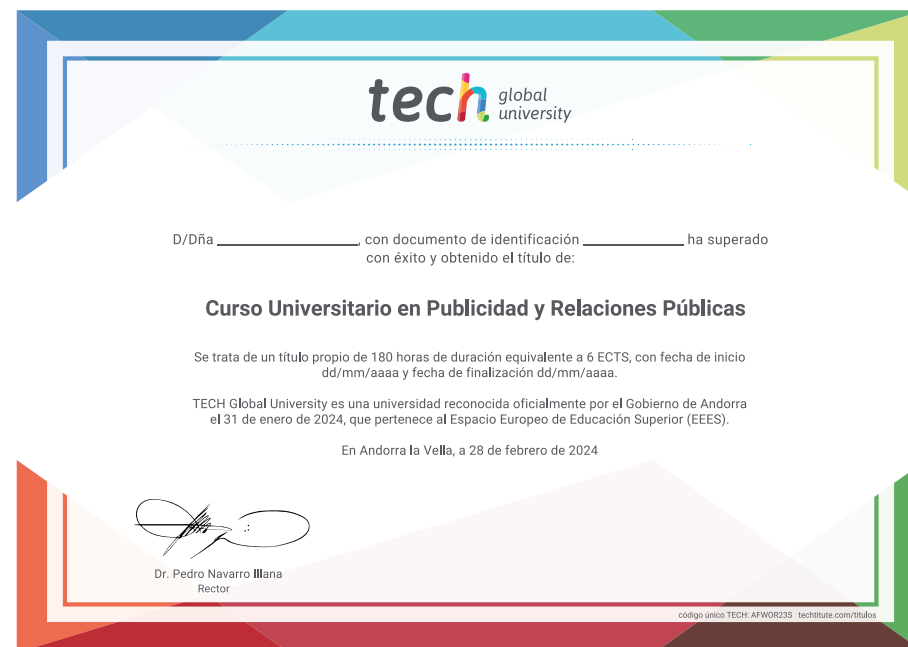 tech global
university
D/Dña ____________________, con documento de identificación ______________ ha superado
con éxito y obtenido el título de:
Curso Universitario en Publicidad y Relaciones Públicas
Se trata de un título propio de 180 horas de duración equivalente a 6 ECTS, con fecha de inicio
dd/mm/aaaa y fecha de finalización dd/mm/aaaa.
TECH Global University es una universidad reconocida oficialmente por el Gobierno de Andorra
el 31 de enero de 2024, que pertenece al Espacio Europeo de Educación Superior (EEES).
En Andorra la Vella, a 28 de febrero de 2024
Dr. Pedro Navarro Illana
Rector
código único TECH: AFWOR23S techtitute.com/titulos